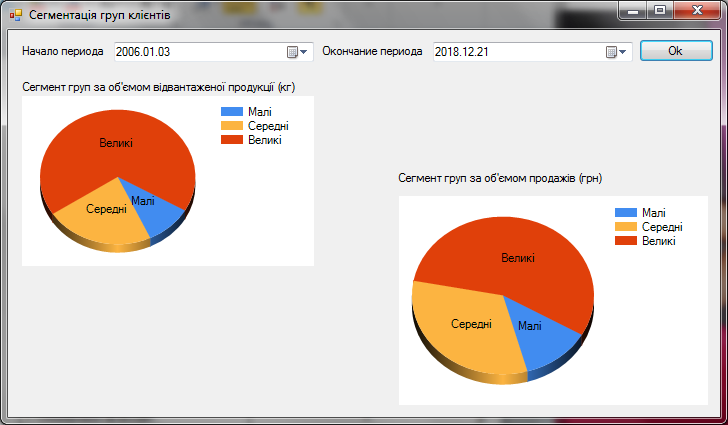 Сегментація груп клієнтів
Начало периода 2006.01.03 Окончание периода 2018.12.21 Ok
Сегмент груп за об'ємом відвантаженої продукції (кг)
Малі
Середні
Великі
Великі
Малі
Середні
Сегмент груп за об'ємом продажів (грн)
Малі
Середні
Великі
Великі
Середні Малі